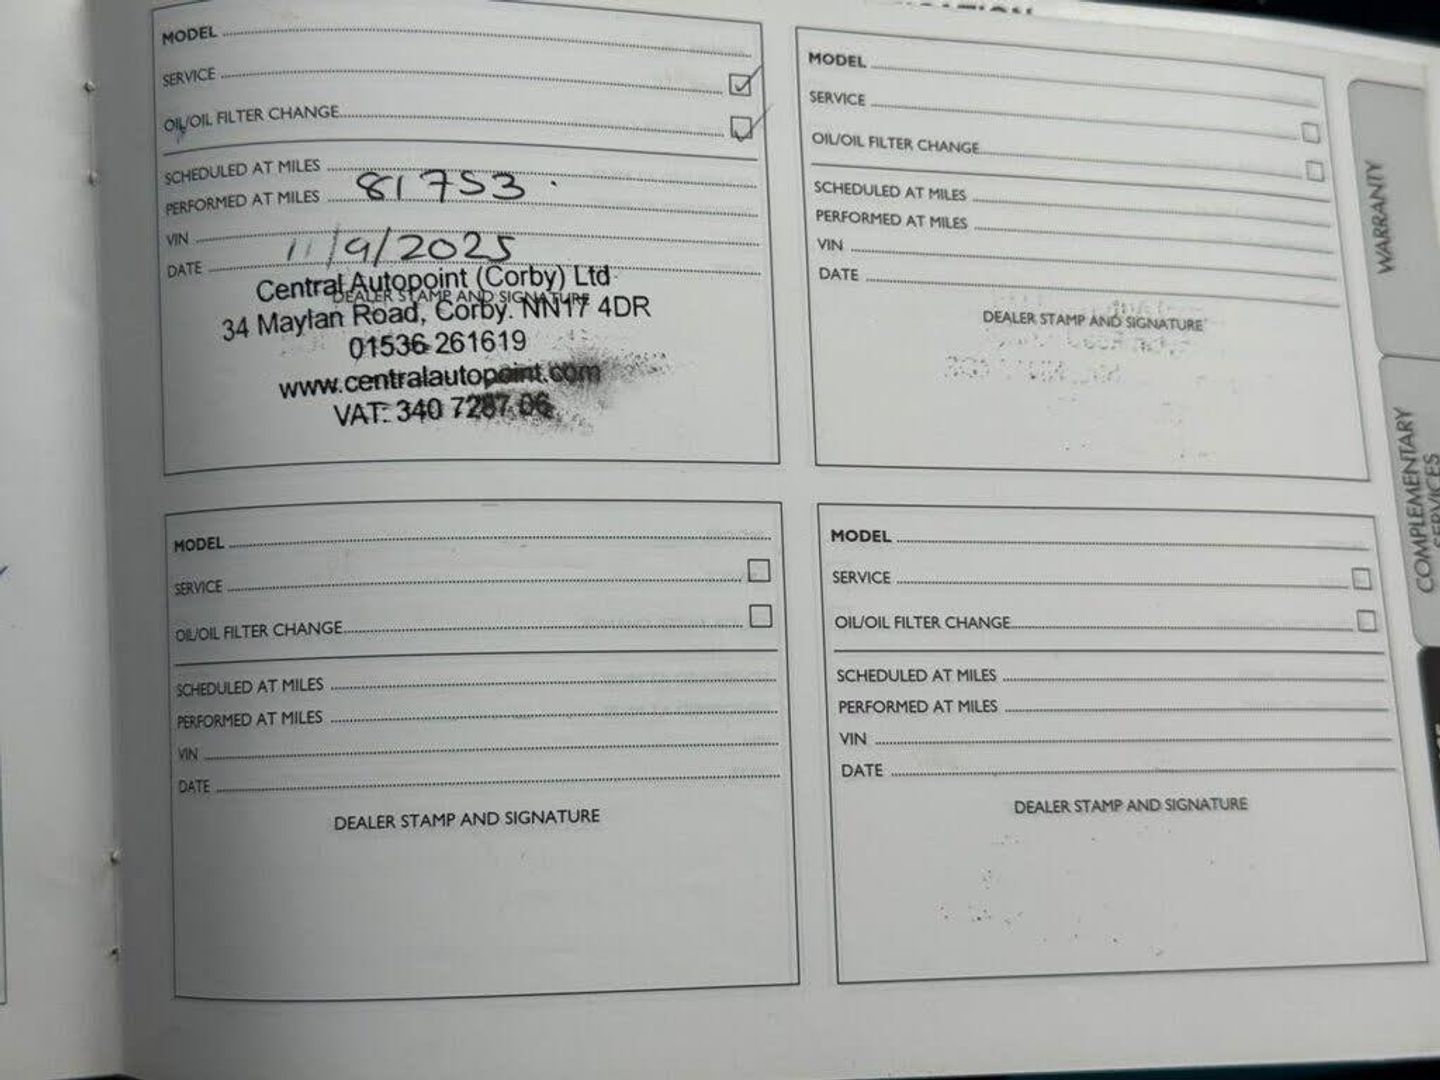 MODEL
SERVICE
OIL/OIL FILTER CHANGE
SCHEDULED AT MILES
PERFORMED AT MILES 81753.
VIN
DATE 11/9/2025
DEALER STAMP AND SIGNATURE
Central Autopoint (Corby) Ltd
34 Maylan Road, Corby. NN17 4DR
01536 261619
www.centralautopoint.com
VAT: 340 7287 06
MODEL
SERVICE
OIL/OIL FILTER CHANGE
SCHEDULED AT MILES
PERFORMED AT MILES
VIN
DATE
DEALER STAMP AND SIGNATURE
MODEL
SERVICE
OIL/OIL FILTER CHANGE
SCHEDULED AT MILES
PERFORMED AT MILES
VIN
DATE
DEALER STAMP AND SIGNATURE
MODEL
SERVICE
OIL/OIL FILTER CHANGE
SCHEDULED AT MILES
PERFORMED AT MILES
VIN
DATE
DEALER STAMP AND SIGNATURE
WARRANTY
COMPLEMENTARY
SERVICES